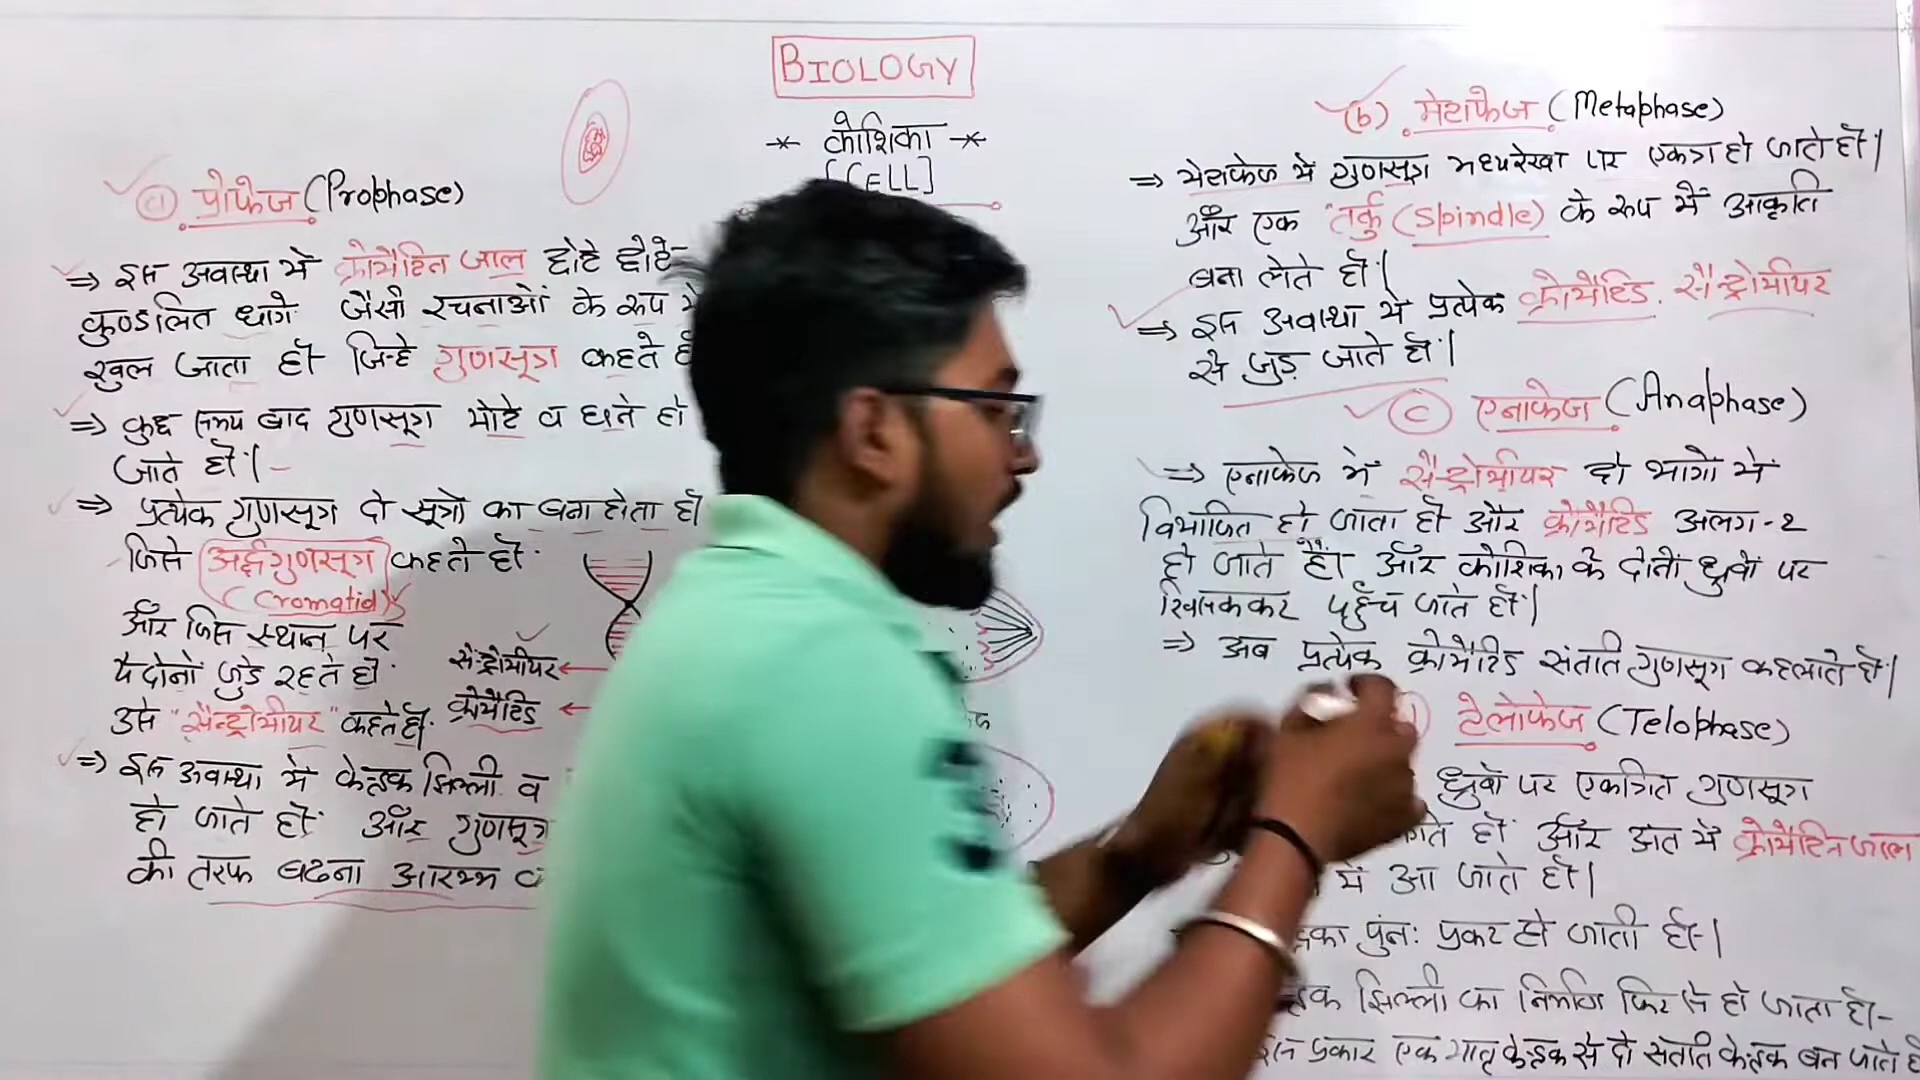 BIOLOGY
कोशिका
[CELL]
(a) प्रोफेज (Prophase)
⇒ इस अवस्था में क्रोमैटिन जाल छोटे छोटे
कुण्डलित धागे जैसी रचनाओं के रूप में
खुल जाता है जिन्हे गुणसूत्र कहते
⇒ कुछ समय बाद गुणसूत्र मोटे व घने हो
जाते हैं।
⇒ प्रत्येक गुणसूत्र दो सूत्रों का बना होता है
जिसे अर्द्धगुणसूत्र कहते हैं
(Cromatid)
और जिस स्थान पर
ये दोनों जुडे रहते है
उसे "सैन्ट्रोमीयर" कहते है।
सेन्ट्रोमीयर
क्रोमैटिड
⇒ इस अवस्था में केन्द्रक झिल्ली व
हो जाते हैं और गुणसूत्र
की तरफ बढना आरम्भ
(b) मेटाफेज (Metaphase)
⇒ मेटाफेज में गुणसूत्र मध्यरेखा पर एकत्र हो जाते हैं।
और एक "तर्कु (Spindle) के रूप में आकृति
बना लेते हैं।
⇒ इस अवस्था में प्रत्येक क्रोमैटिड सैन्ट्रोमीयर
से जुड़ जाते हैं।
(c) एनाफेज (Anaphase)
⇒ एनाफेज में सैन्ट्रोमीयर दो भागों में
विभाजित हो जाता है और क्रोमैटिड अलग-२
हो जाते हैं और कोशिका के दोनों ध्रुवों पर
खिसककर पहुँच जाते हैं।
⇒ अब प्रत्येक क्रोमैटिड संतति गुणसूत्र कहलाते हैं।
टेलोफेज (Telophase)
ध्रुवों पर एकत्रित गुणसूत्र
हैं और अंत में क्रोमैटिन जाल
में आ जाते हैं।
पुनः प्रकट हो जाती है।
झिल्ली का निर्माण फिर से हो जाता है।
इस प्रकार एक मातृ केन्द्रक से दो संतति केन्द्रक बन जाते